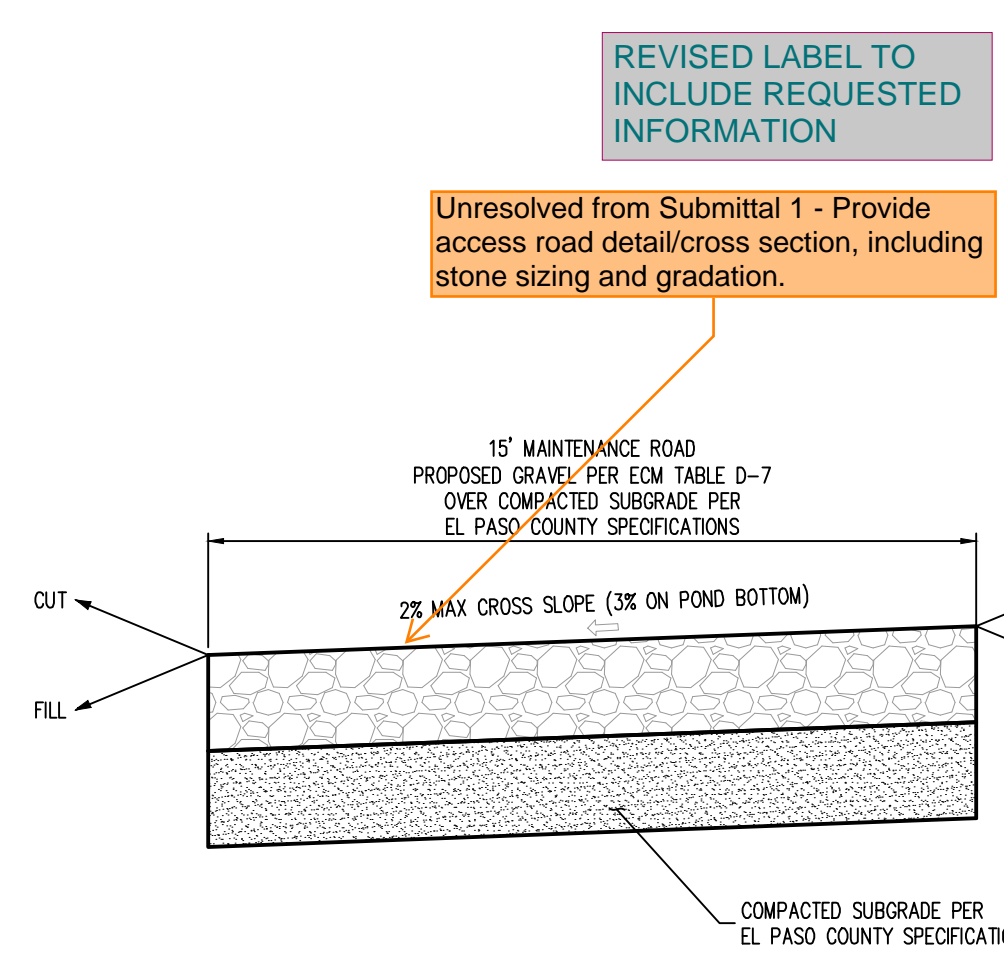 REVISED LABEL TO
INCLUDE REQUESTED
INFORMATION
Unresolved from Submittal 1 - Provide
access road detail/cross section, including
stone sizing and gradation.
15' MAINTENANCE ROAD
PROPOSED GRAVEL PER ECM TABLE D-7
OVER COMPACTED SUBGRADE PER
EL PASO COUNTY SPECIFICATIONS
CUT
2% MAX CROSS SLOPE (3% ON POND BOTTOM)
FILL
COMPACTED SUBGRADE PER
EL PASO COUNTY